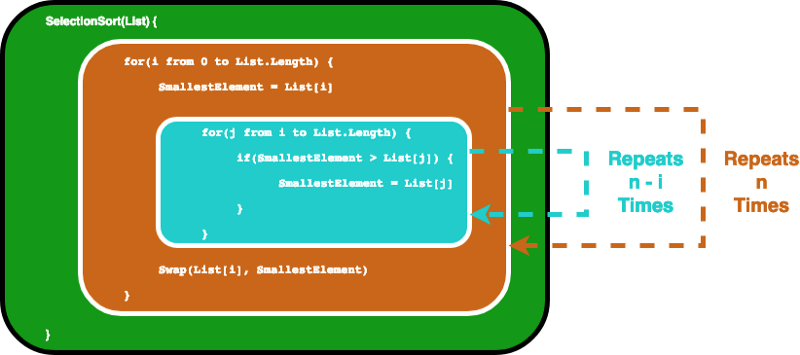 SelectionSort(List) {
for(i from 0 to List.Length) {
SmallestElement = List[i]
for(j from i to List.Length) {
if(SmallestElement > List[j]) {
SmallestElement = List[j]
}
}
Swap(List[i], SmallestElement)
}
}
Repeats
n - i
Times
Repeats
n
Times